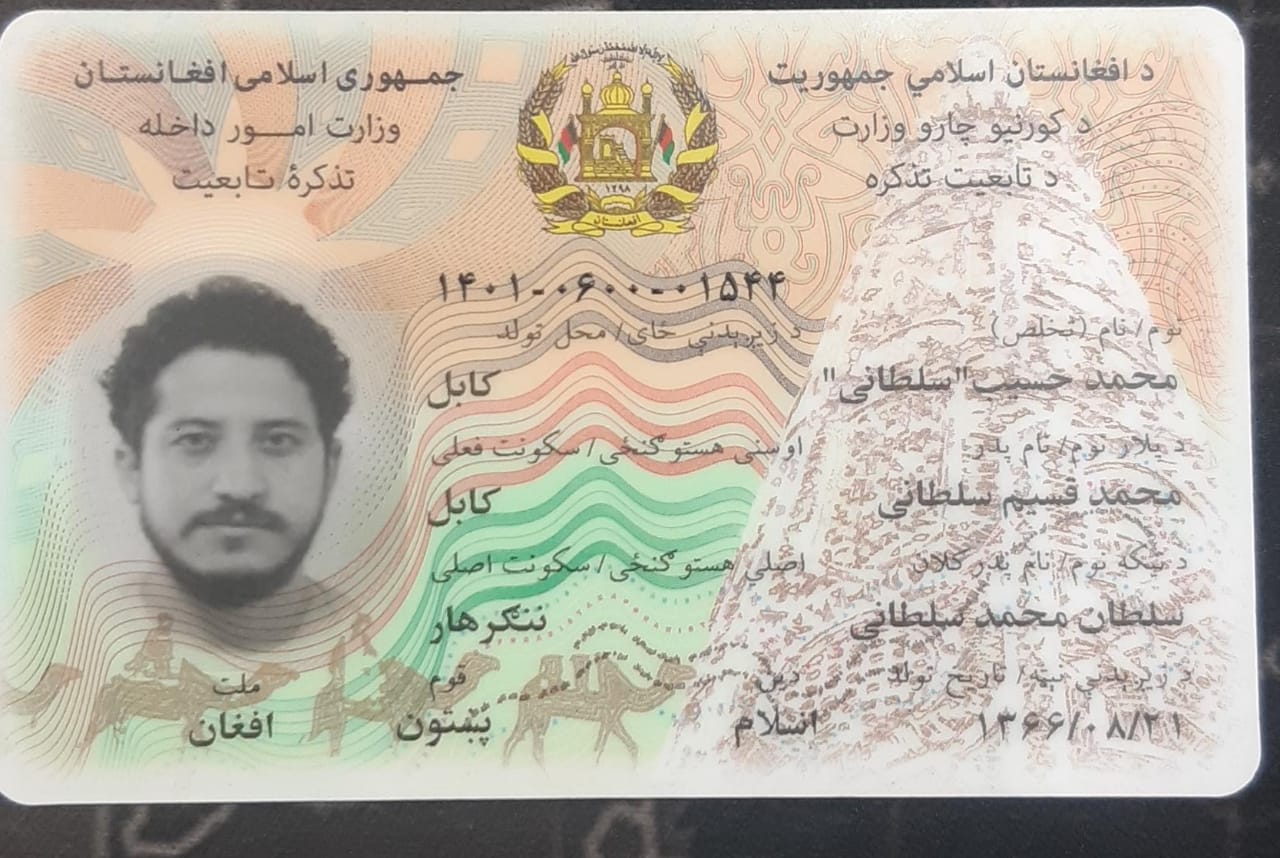 د افغانستان اسلامي جمهوریت
د کورنیو چارو وزارت
د تابعیت تذکره
جمهوری اسلامی افغانستان
وزارت امور داخله
تذکرهٔ تابعیت
۱۲۹۸
افغانستان
۱۴۰۱-۰۶۰۰-۰۱۵۴۴
نوم/ نام (تخلص)
محمد حسیب "سلطانی"
د پلار نوم/ نام پدر
محمد قسیم سلطانی
د نیکه نوم/ نام پدر کلان
سلطان محمد سلطانی
د زیږیدنې نېټه/ تاریخ تولد
۱۳۶۶/۰۸/۲۱
د زیږیدنې ځای/ محل تولد
کابل
اوسنی هستوګنځی/ سکونت فعلی
کابل
اصلي هستوګنځی/ سکونت اصلی
ننګرهار
دین
اسلام
قوم
پښتون
ملت
افغان